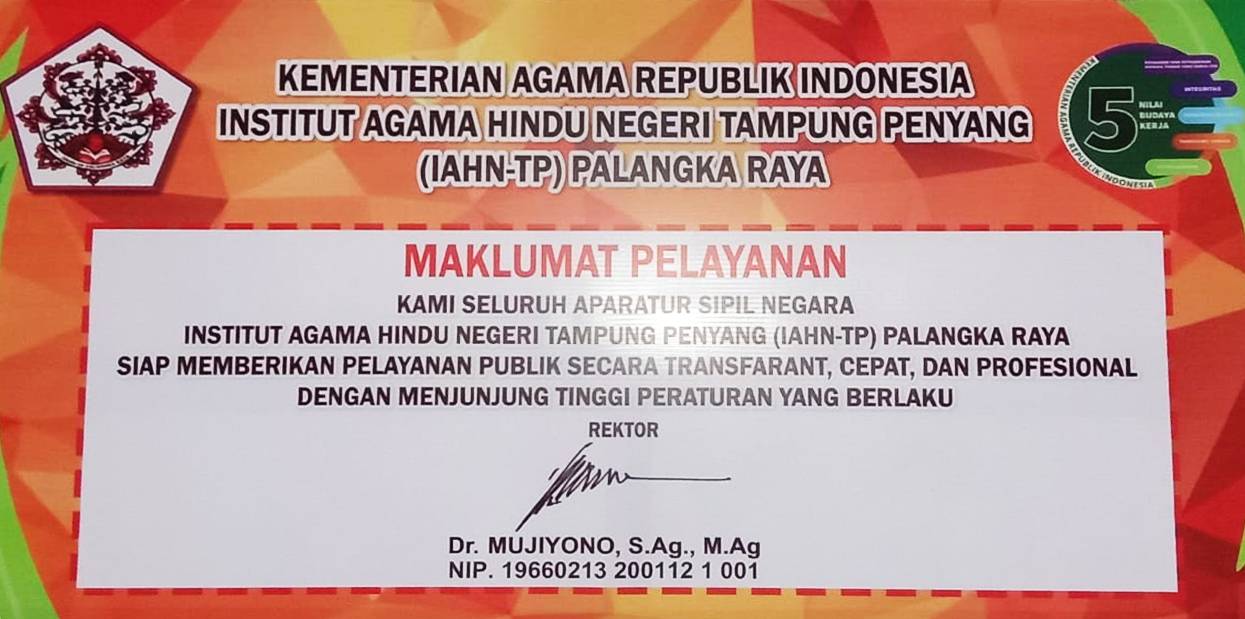 KEMENTERIAN AGAMA REPUBLIK INDONESIA
INSTITUT AGAMA HINDU NEGERI TAMPUNG PENYANG
(IAHN-TP) PALANGKA RAYA
KEMENTERIAN AGAMA REPUBLIK INDONESIA
5
NILAI
BUDAYA
KERJA
INTEGRITAS
MAKLUMAT PELAYANAN
KAMI SELURUH APARATUR SIPIL NEGARA
INSTITUT AGAMA HINDU NEGERI TAMPUNG PENYANG (IAHN-TP) PALANGKA RAYA
SIAP MEMBERIKAN PELAYANAN PUBLIK SECARA TRANSFARANT, CEPAT, DAN PROFESIONAL
DENGAN MENJUNJUNG TINGGI PERATURAN YANG BERLAKU
REKTOR
Dr. MUJIYONO, S.Ag., M.Ag
NIP. 19660213 200112 1 001